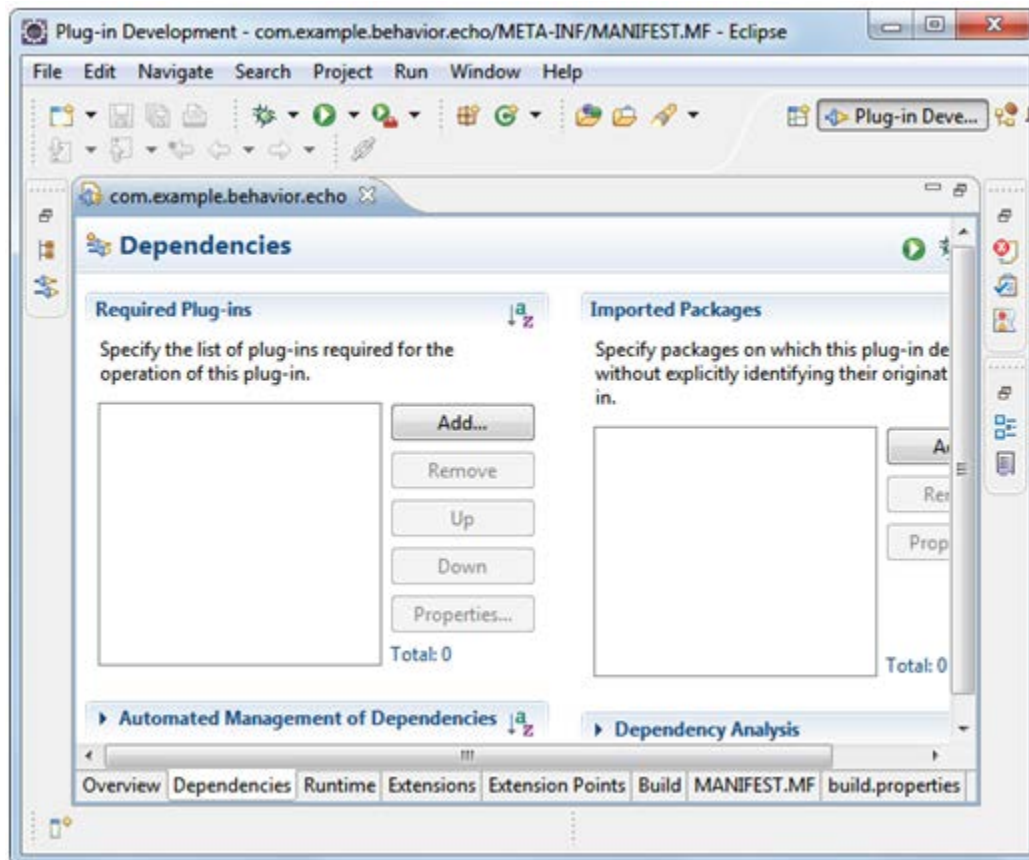 Plug-in Development - com.example.behavior.echo/META-INF/MANIFEST.MF - Eclipse
File Edit Navigate Search Project Run Window Help
Plug-in Deve...
com.example.behavior.echo
Dependencies
Required Plug-ins
Specify the list of plug-ins required for the
operation of this plug-in.
Add...
Remove
Up
Down
Properties...
Total: 0
Imported Packages
Specify packages on which this plug-in de
without explicitly identifying their originat
in.
A
Re
Prop
Total: 0
Automated Management of Dependencies
Dependency Analysis
Overview Dependencies Runtime Extensions Extension Points Build MANIFEST.MF build.properties